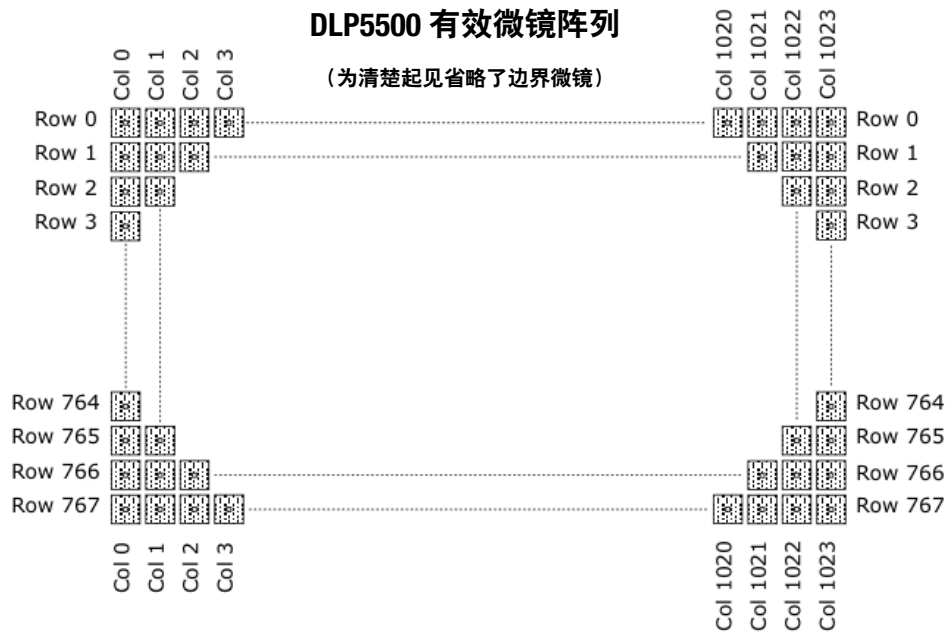 DLP5500 有效微镜阵列
（为清楚起见省略了边界微镜）
Col 0 Col 1 Col 2 Col 3 Col 1020 Col 1021 Col 1022 Col 1023
Row 0 Row 0
Row 1 Row 1
Row 2 Row 2
Row 3 Row 3
Row 764 Row 764
Row 765 Row 765
Row 766 Row 766
Row 767 Row 767
Col 0 Col 1 Col 2 Col 3 Col 1020 Col 1021 Col 1022 Col 1023